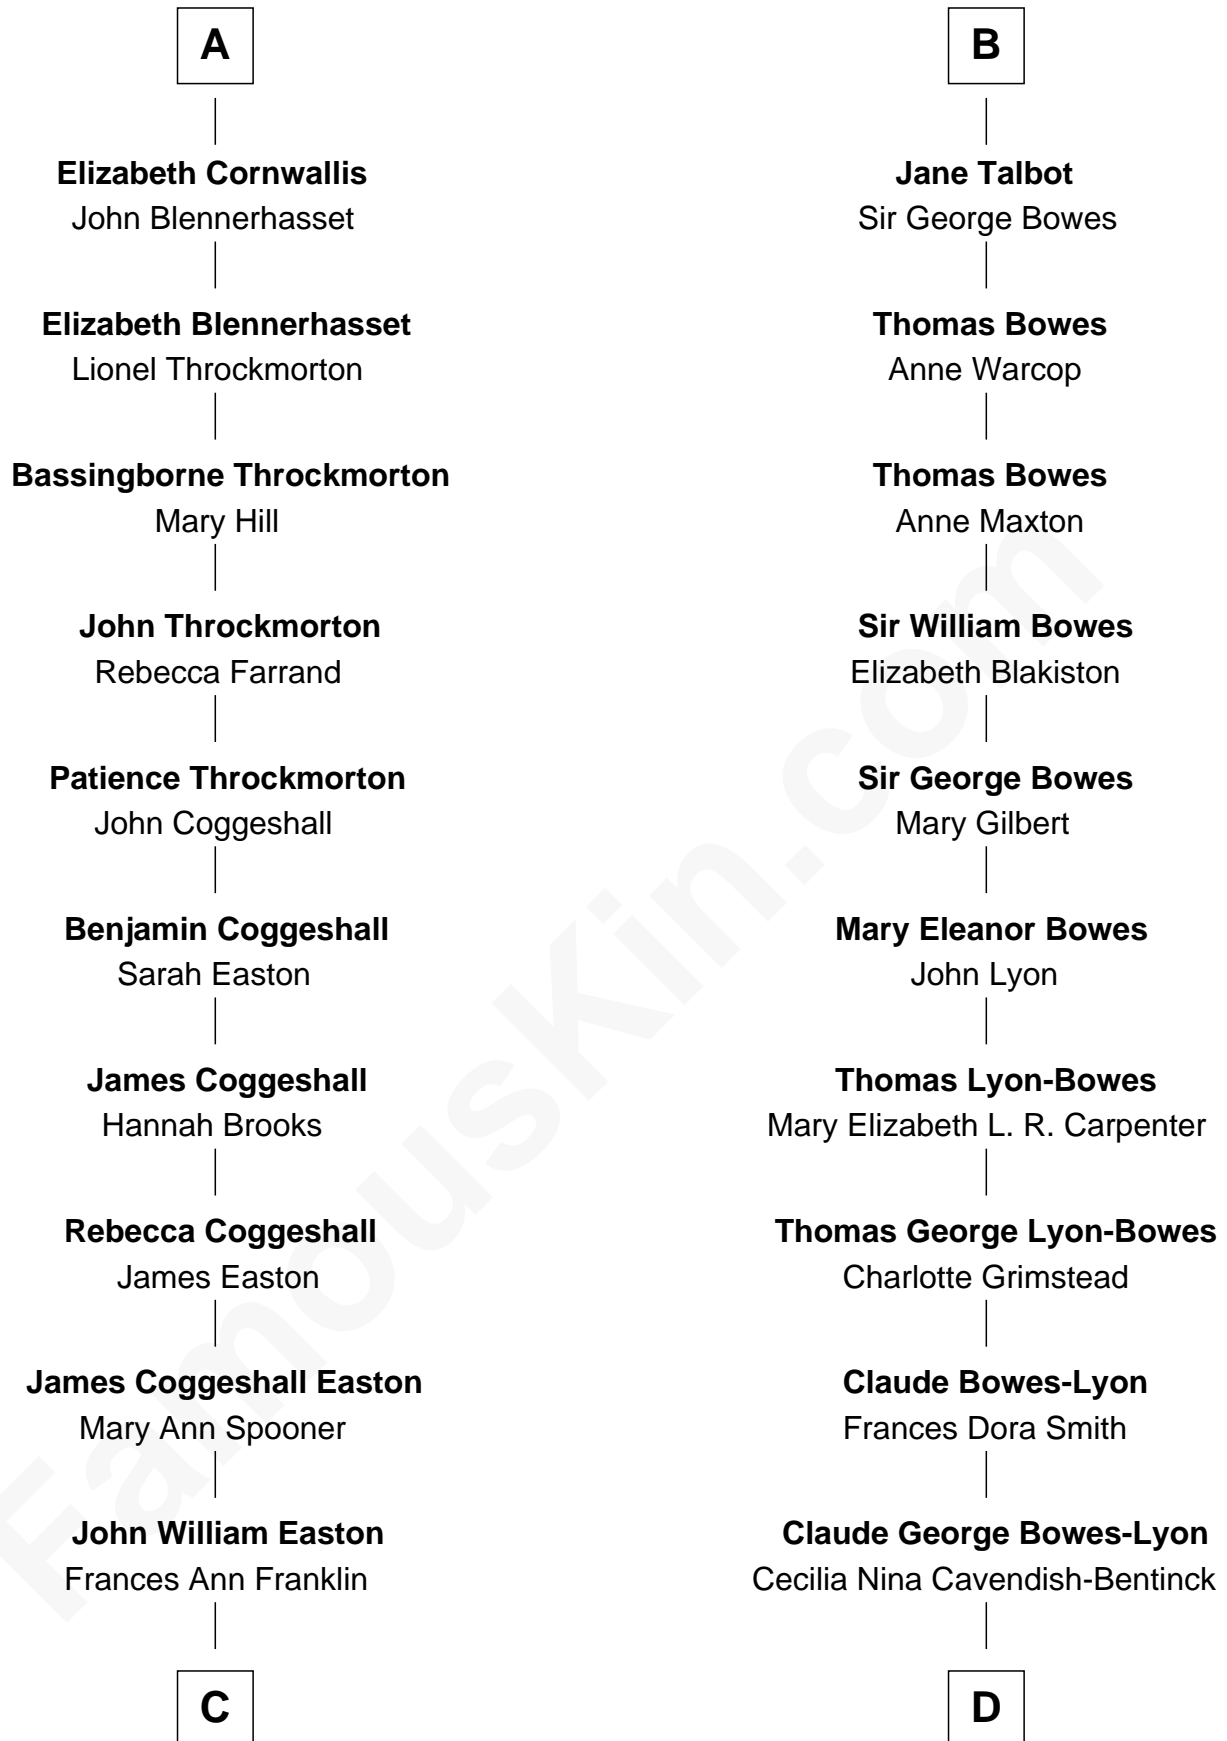 A
Elizabeth Cornwallis
John Blennerhasset
Elizabeth Blennerhasset
Lionel Throckmorton
Bassingborne Throckmorton
Mary Hill
John Throckmorton
Rebecca Farrand
Patience Throckmorton
John Coggeshall
Benjamin Coggeshall
Sarah Easton
James Coggeshall
Hannah Brooks
Rebecca Coggeshall
James Easton
James Coggeshall Easton
Mary Ann Spooner
John William Easton
Frances Ann Franklin
C
B
Jane Talbot
Sir George Bowes
Thomas Bowes
Anne Warcop
Thomas Bowes
Anne Maxton
Sir William Bowes
Elizabeth Blakiston
Sir George Bowes
Mary Gilbert
Mary Eleanor Bowes
John Lyon
Thomas Lyon-Bowes
Mary Elizabeth L. R. Carpenter
Thomas George Lyon-Bowes
Charlotte Grimstead
Claude Bowes-Lyon
Frances Dora Smith
Claude George Bowes-Lyon
Cecilia Nina Cavendish-Bentinck
D
FamousKin.com